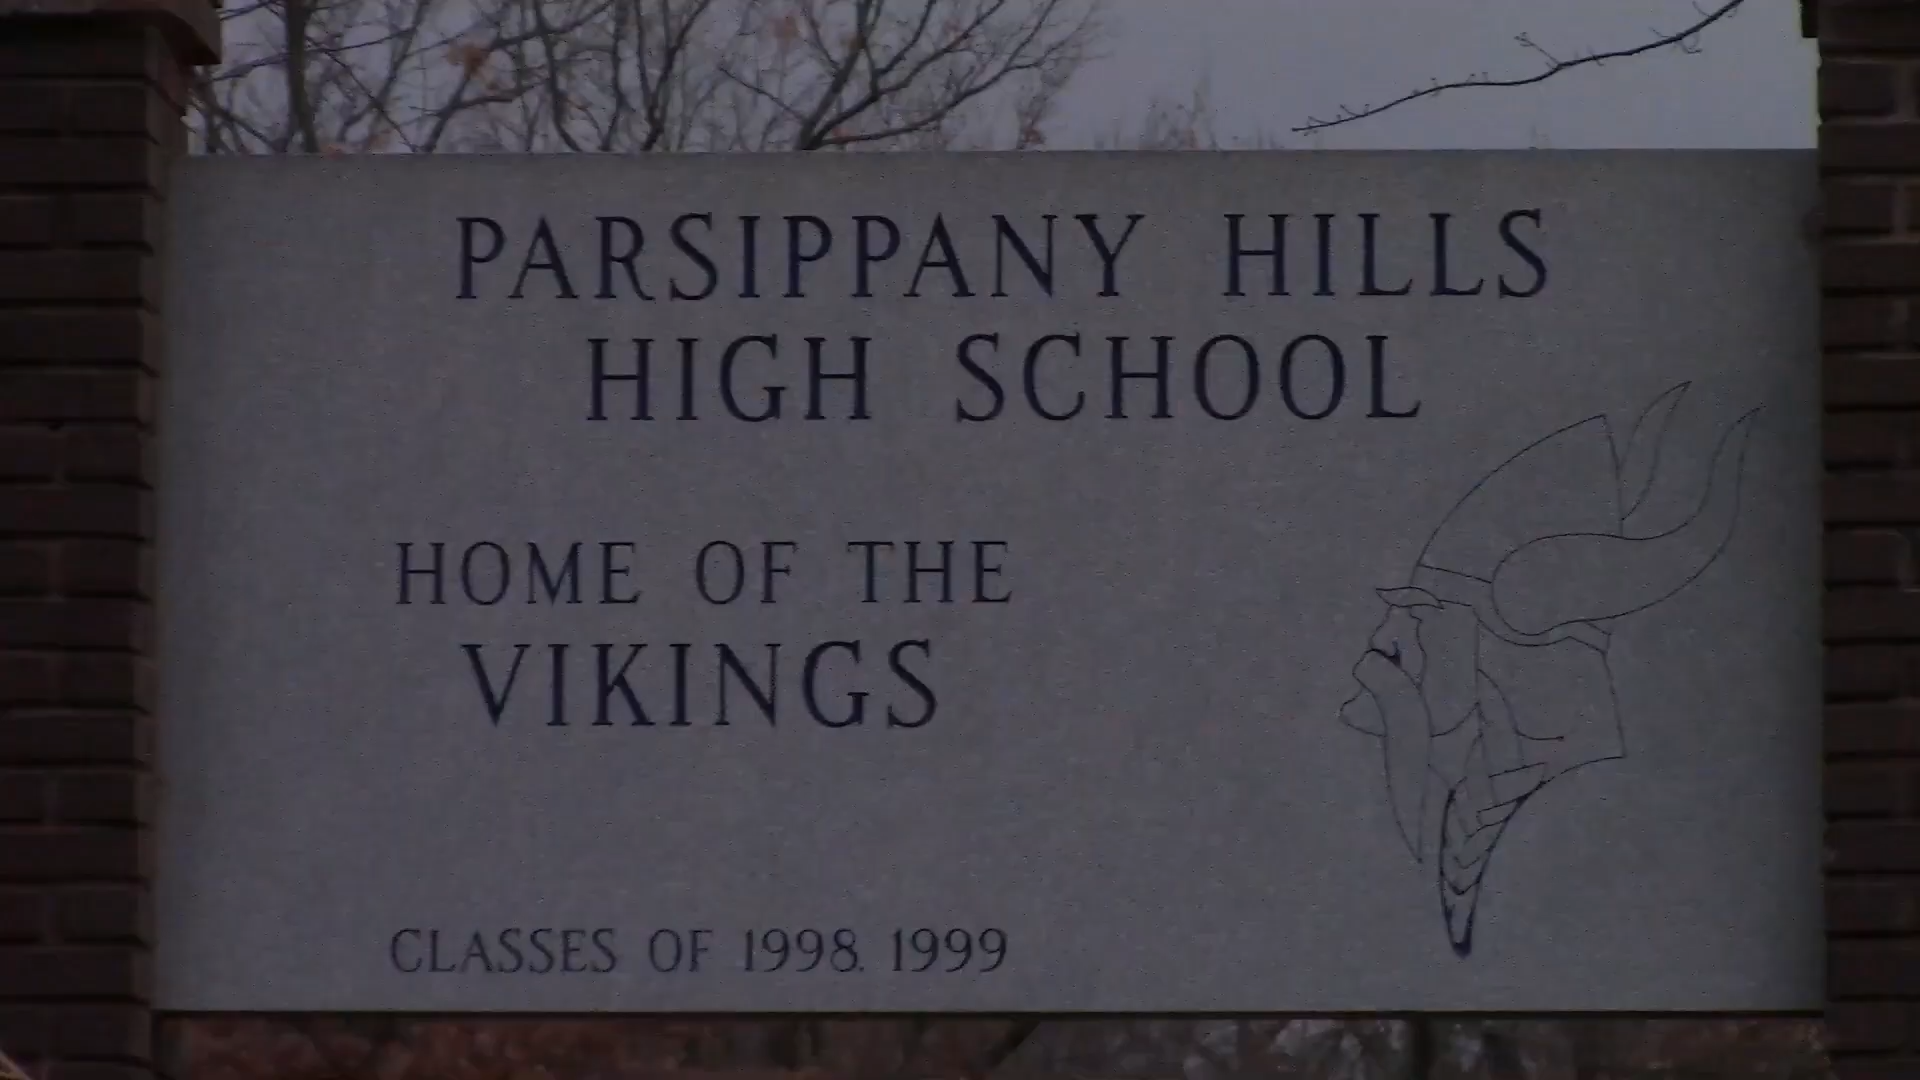 PARSIPPANY HILLS
HIGH SCHOOL
HOME OF THE
VIKINGS
CLASSES OF 1998, 1999